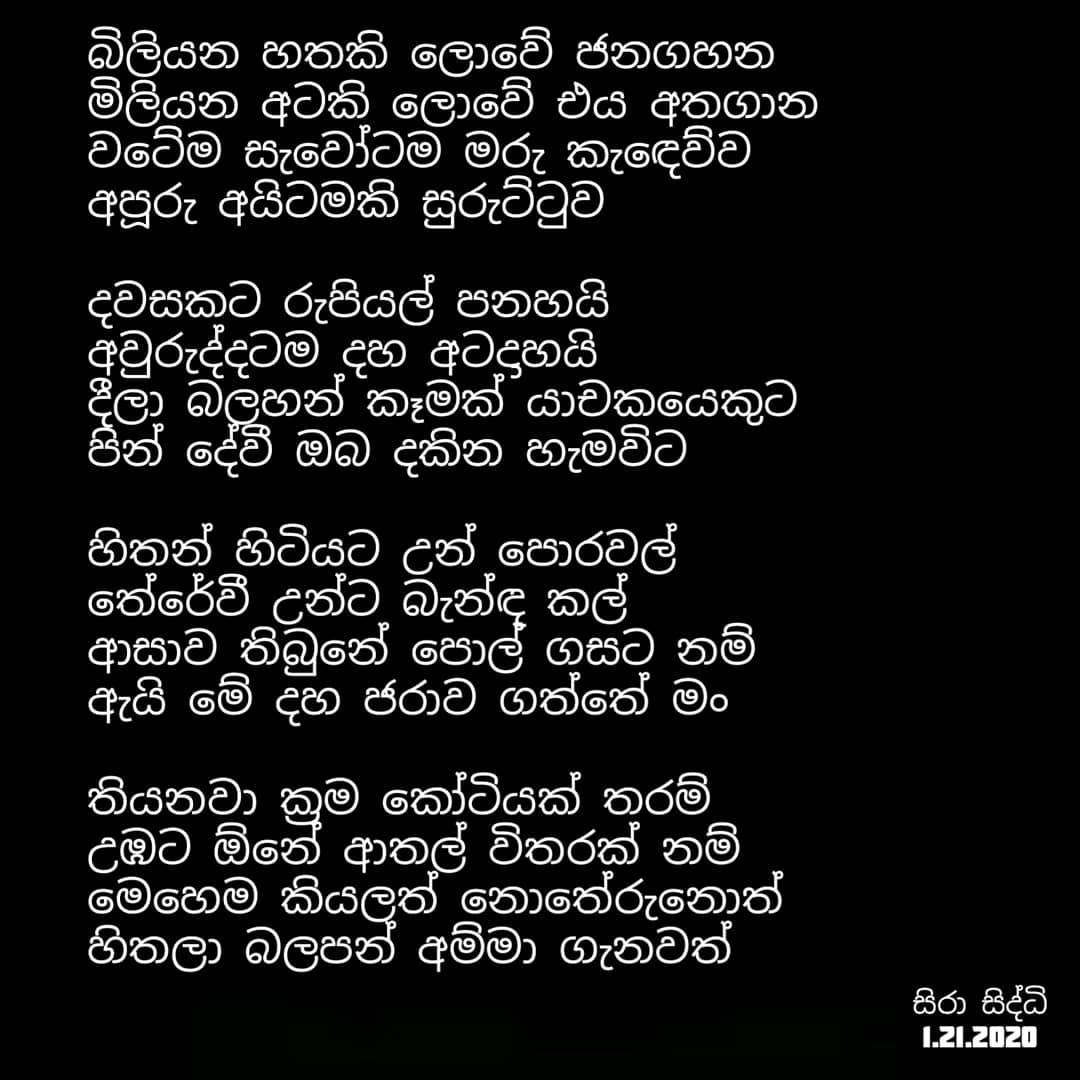 බිලියන හතකි ලොවේ ජනගහන
මිලියන අටකි ලොවේ එය අතගාන
වටේම සැවෝටම මරු කැඳෙව්ව
අපූරු අයිටමකි සුරුට්ටුව
දවසකට රුපියල් පනහයි
අවුරුද්දටම දහ අටදාහයි
දීලා බලහන් කෑමක් යාචකයෙකුට
පින් දේවී ඔබ දකින හැමවිට
හිතන් හිටියට උන් පොරවල්
තේරේවී උන්ට බැන්ඳ කල්
ආසාව තිබුනේ පොල් ගසට නම්
ඇයි මේ දහ ජරාව ගත්තේ මං
තියනවා ක්‍රම කෝටියක් තරම්
උඹට ඕනේ ආතල් විතරක් නම්
මෙහෙම කියලත් නොතේරුනොත්
හිතලා බලපන් අම්මා ගැනවත්
සිරා සිද්ධි
1.21.2020